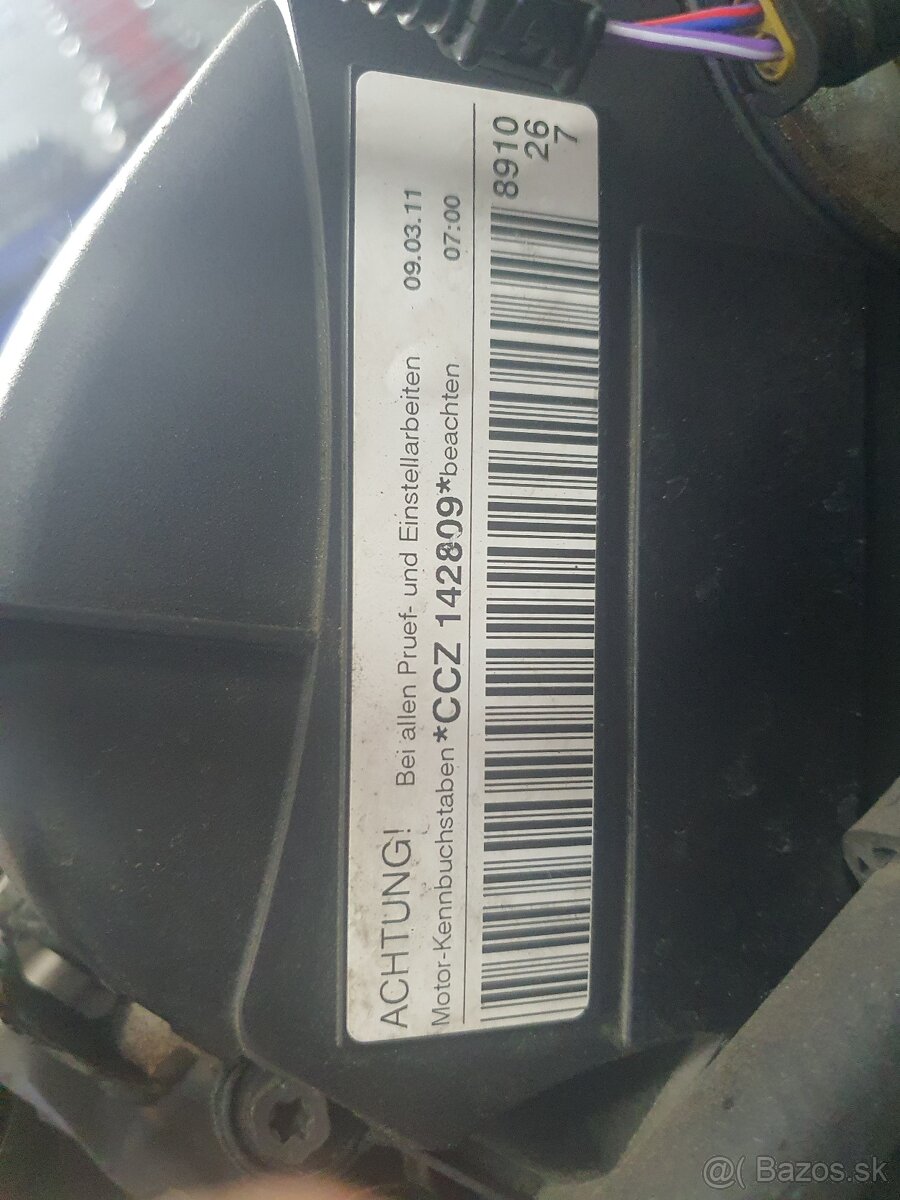 ACHTUNG! Bei allen Pruef- und Einstellarbeiten 09.03.11
Motor-Kennbuchstaben*CCZ 142809*beachten 07:00
8910
26
7
@( Bazos.sk